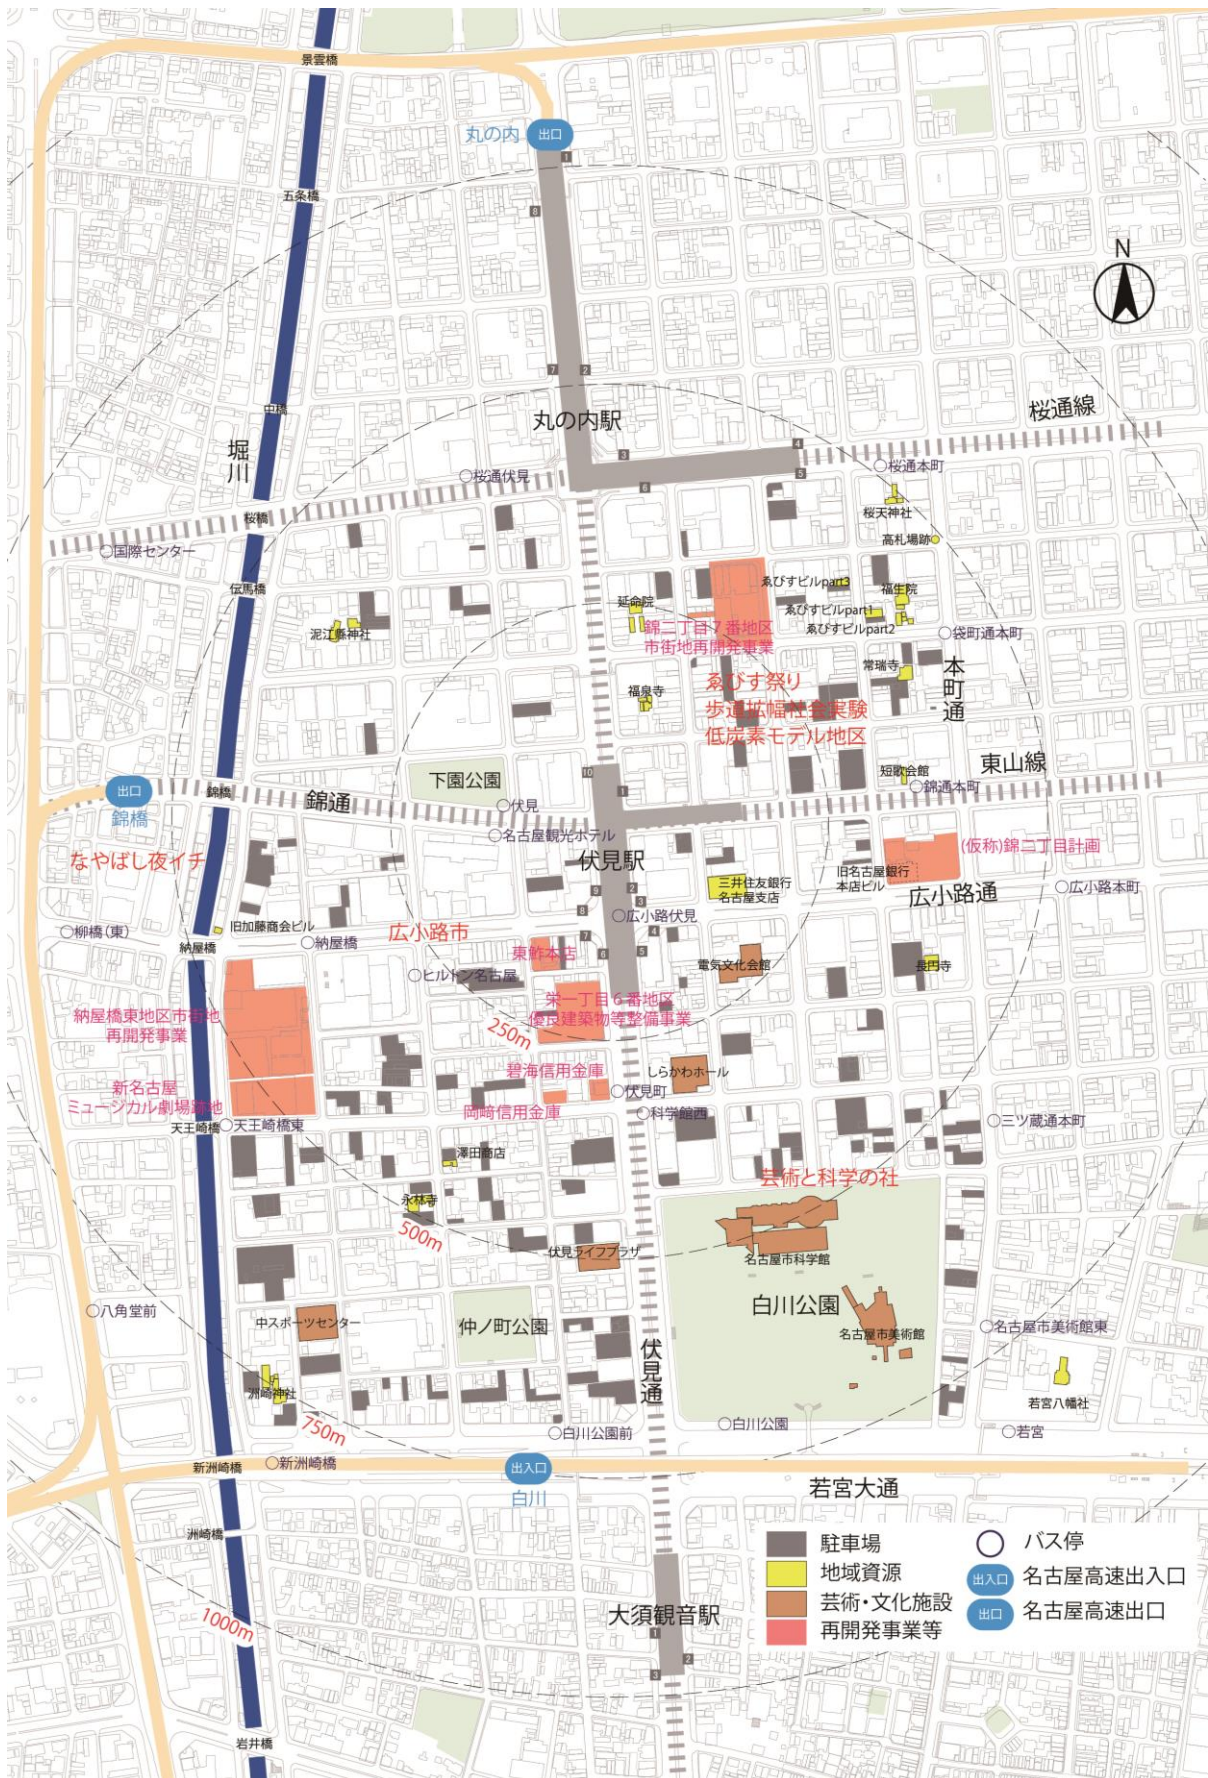 景雲橋
丸の内
出口
1
五条橋
8
N
7
2
中橋
丸の内駅
桜通線
堀川
3
4
○桜通本町
○桜通伏見
5
6
桜天神社
桜橋
高札場跡
○国際センター
伝馬橋
ゑびすビルpart3
福生院
延命院
ゑびすビルpart1
泥江縣神社
錦二丁目7番地区
市街地再開発事業
ゑびすビルpart2
○袋町通本町
常瑞寺
本町通
福泉寺
ゑびす祭り
歩道拡幅社会実験
低炭素モデル地区
東山線
10
短歌会館
下園公園
○錦通本町
出口
錦橋
錦橋
錦通
○伏見
1
○名古屋観光ホテル
(仮称)錦二丁目計画
なやばし夜イチ
伏見駅
旧名古屋銀行
本店ビル
三井住友銀行
名古屋支店
○広小路本町
広小路通
9
2
3
8
○広小路伏見
旧加藤商会ビル
○柳橋(東)
広小路市
納屋橋
○納屋橋
7
4
6
5
東鮓本店
電気文化会館
長円寺
○ヒルトン名古屋
栄一丁目6番地区
優良建築物等整備事業
納屋橋東地区市街地
再開発事業
250m
碧海信用金庫
しらかわホール
新名古屋
ミュージカル劇場跡地
○伏見町
岡崎信用金庫
○科学館西
天王崎橋
○天王崎橋東
○三ツ蔵通本町
澤田商店
芸術と科学の社
永林寺
500m
伏見ライフプラザ
名古屋市科学館
白川公園
○八角堂前
中スポーツセンター
仲ノ町公園
名古屋市美術館
○名古屋市美術館東
伏見通
洲崎神社
若宮八幡社
750m
○白川公園前
○白川公園
○若宮
新洲崎橋
○新洲崎橋
出入口
白川
若宮大通
洲崎橋
駐車場
バス停
地域資源
出入口
名古屋高速出入口
芸術・文化施設
出口
名古屋高速出口
再開発事業等
1000m
大須観音駅
1
2
3
岩井橋